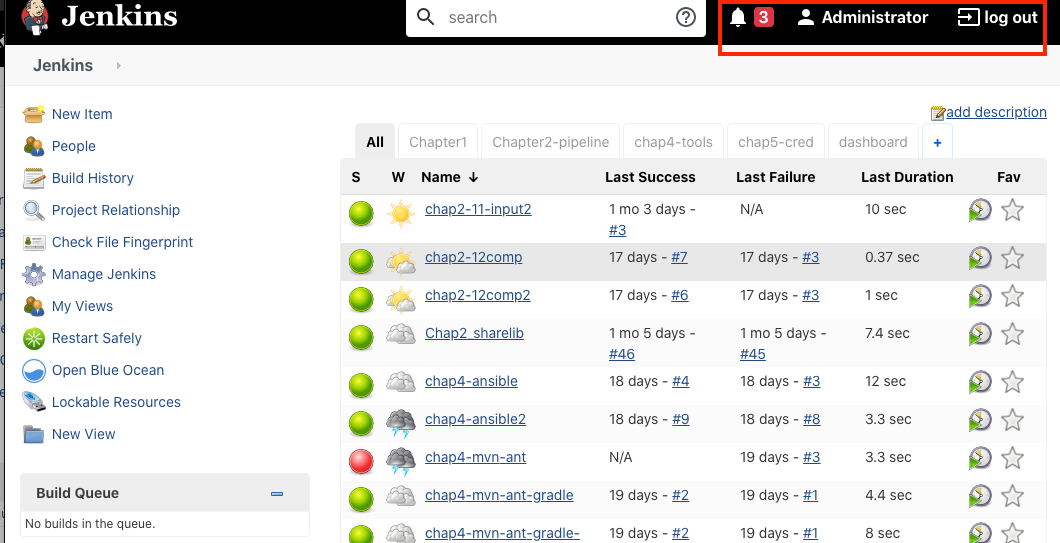 Jenkins
search
3 Administrator log out
Jenkins
New Item
People
Build History
Project Relationship
Check File Fingerprint
Manage Jenkins
My Views
Restart Safely
Open Blue Ocean
Lockable Resources
New View
Build Queue
No builds in the queue.
add description
All Chapter1 Chapter2-pipeline chap4-tools chap5-cred dashboard +
S W Name ↓ Last Success Last Failure Last Duration Fav
chap2-11-input2 1 mo 3 days - N/A 10 sec
#3
chap2-12comp 17 days - #7 17 days - #3 0.37 sec
chap2-12comp2 17 days - #6 17 days - #3 1 sec
Chap2_sharelib 1 mo 5 days - 1 mo 5 days - 7.4 sec
#46 #45
chap4-ansible 18 days - #4 18 days - #3 12 sec
chap4-ansible2 18 days - #9 18 days - #8 3.3 sec
chap4-mvn-ant N/A 19 days - #3 3.3 sec
chap4-mvn-ant-gradle 19 days - #2 19 days - #1 4.4 sec
chap4-mvn-ant-gradle- 19 days - #2 19 days - #1 8 sec